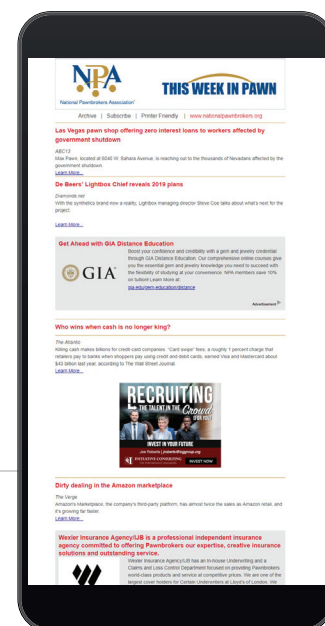 NPA
National Pawnbrokers Association
THIS WEEK IN PAWN
Archive | Subscribe | Printer Friendly | www.nationalpawnbrokers.org
Las Vegas pawn shop offering zero interest loans to workers affected by
government shutdown
ABC13
Max Pawn, located at 6040 W. Sahara Avenue, is reaching out to the thousands of Nevadans affected by the
government shutdown.
Learn More...
De Beers' Lightbox Chief reveals 2019 plans
Diamonds.net
With the synthetics brand now a reality, Lightbox managing director Steve Coe talks about what's next for the
project.
Learn More...
Get Ahead with GIA Distance Education
GIA
Boost your confidence and credibility with a gem and jewelry credential
through GIA Distance Education. Our comprehensive online courses give
you the essential gem and jewelry knowledge you need to succeed with
the flexibility of studying at your convenience. NPA members save 10%
on tuition! Learn More at:
gia.edu/gem-education/distance
Advertisement
Who wins when cash is no longer king?
The Atlantic
Killing cash makes billions for credit-card companies. "Card swipe" fees, a roughly 1 percent charge that
retailers pay to banks when shoppers pay using credit and debit cards, earned Visa and Mastercard about
$43 billion last year, according to The Wall Street Journal.
Learn More...
RECRUITING
THE TALENT IN THE Crowd
INVEST IN YOUR FUTURE
INITIATIVE CONSULTING
INVEST NOW
Dirty dealing in the Amazon marketplace
The Verge
Amazon's Marketplace, the company's third-party platform, has almost twice the sales as Amazon retail, and
it's growing far faster.
Learn More...
Wexler Insurance Agency/IJB is a professional independent insurance
agency committed to offering Pawnbrokers our expertise, creative insurance
solutions and outstanding service.
Wexler Insurance Agency/IJB has an in-house Underwriting and a
Claims and Loss Control Department focused on providing Pawnbrokers
world-class products and service at competitive prices. We are one of the
largest cover holders for Certain Underwriters at Lloyd's of London. We